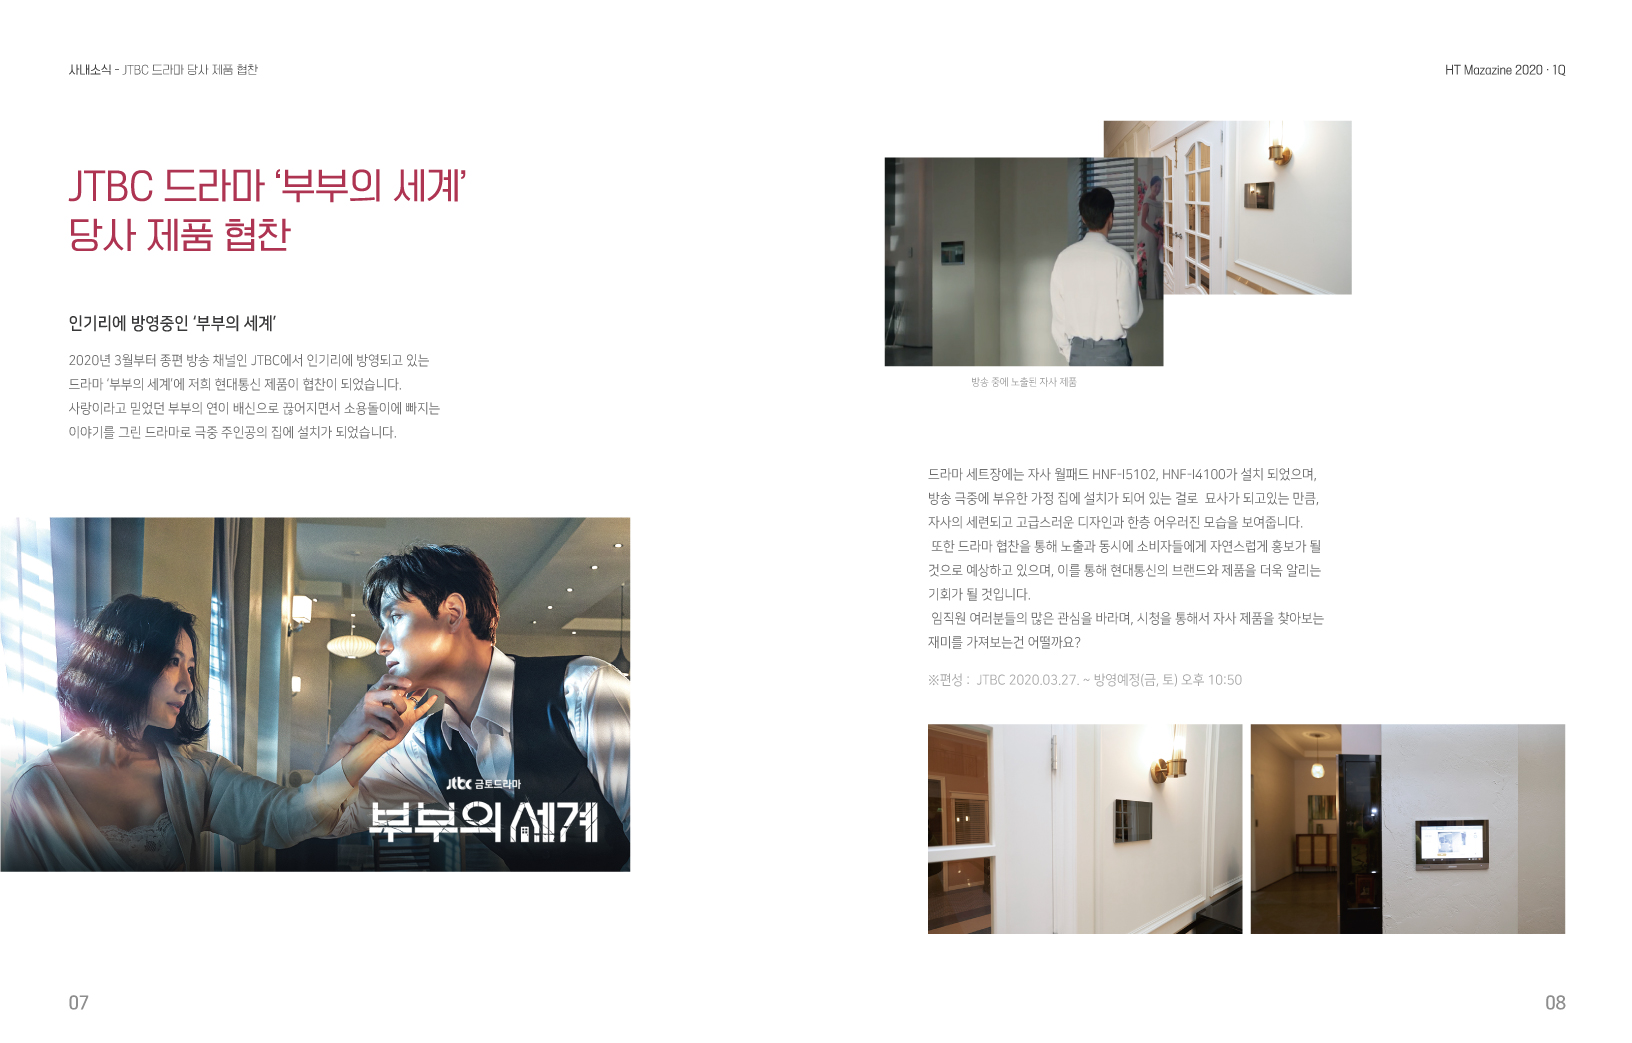 사내소식 - JTBC 드라마 당사 제품 협찬
HT Mazazine 2020 · 1Q
JTBC 드라마 ‘부부의 세계’
당사 제품 협찬
인기리에 방영중인 ‘부부의 세계’
2020년 3월부터 종편 방송 채널인 JTBC에서 인기리에 방영되고 있는
드라마 ‘부부의 세계’에 저희 현대통신 제품이 협찬이 되었습니다.
사랑이라고 믿었던 부부의 연이 배신으로 끊어지면서 소용돌이에 빠지는
이야기를 그린 드라마로 극중 주인공의 집에 설치가 되었습니다.
Jtbc 금토드라마
부부의 세계
방송 중에 노출된 자사 제품
드라마 세트장에는 자사 월패드 HNF-I5102, HNF-I4100가 설치 되었으며,
방송 극중에 부유한 가정 집에 설치가 되어 있는 걸로 묘사가 되고있는 만큼,
자사의 세련되고 고급스러운 디자인과 한층 어우러진 모습을 보여줍니다.
또한 드라마 협찬을 통해 노출과 동시에 소비자들에게 자연스럽게 홍보가 될
것으로 예상하고 있으며, 이를 통해 현대통신의 브랜드와 제품을 더욱 알리는
기회가 될 것입니다.
임직원 여러분들의 많은 관심을 바라며, 시청을 통해서 자사 제품을 찾아보는
재미를 가져보는건 어떨까요?
※편성 : JTBC 2020.03.27. ~ 방영예정(금, 토) 오후 10:50
07
08